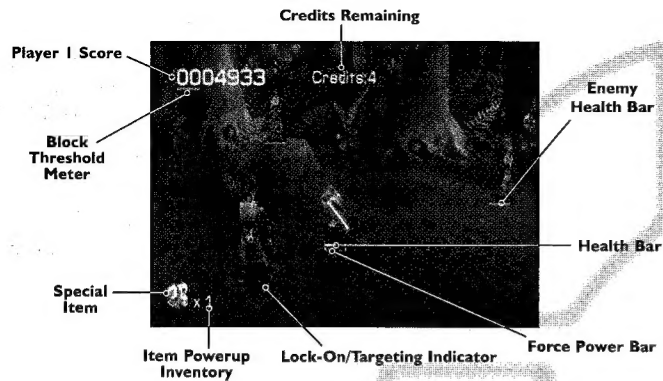 Credits Remaining
Player 1 Score
0004933
Credits:4
Enemy
Health Bar
Block
Threshold
Meter
Health Bar
Special
Item
x 1
Force Power Bar
Item Powerup
Inventory
Lock-On/Targeting Indicator